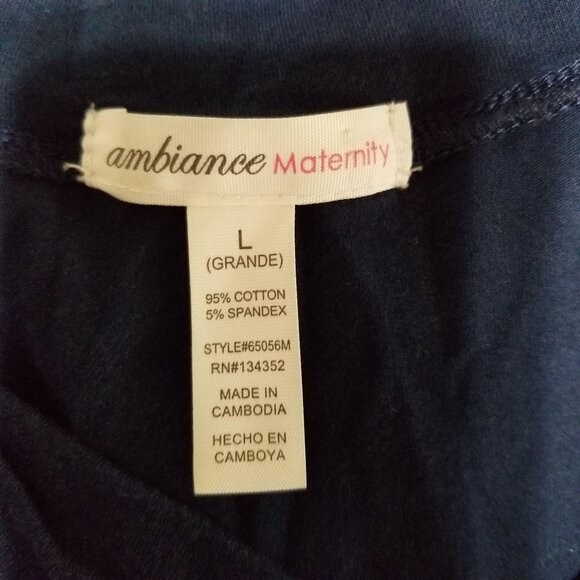 ambiance Maternity
L
(GRANDE)
95% COTTON
5% SPANDEX
STYLE#65056M
RN#134352
MADE IN
CAMBODIA
HECHO EN
CAMBOYA